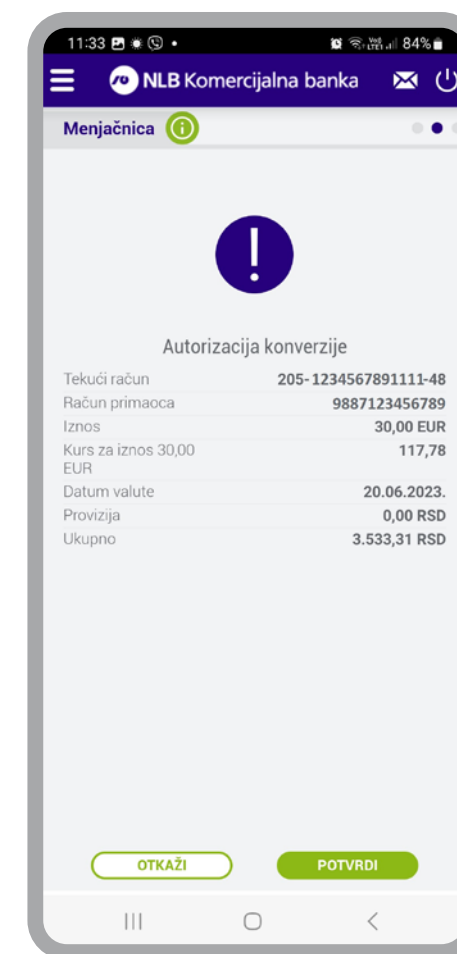 11:33 84%
NLB Komercijalna banka
Menjačnica i
!
Autorizacija konverzije
Tekući račun 205-1234567891111-48
Račun primaoca 9887123456789
Iznos 30,00 EUR
Kurs za iznos 30,00 117,78
EUR
Datum valute 20.06.2023.
Provizija 0,00 RSD
Ukupno 3.533,31 RSD
OTKAŽI POTVRDI